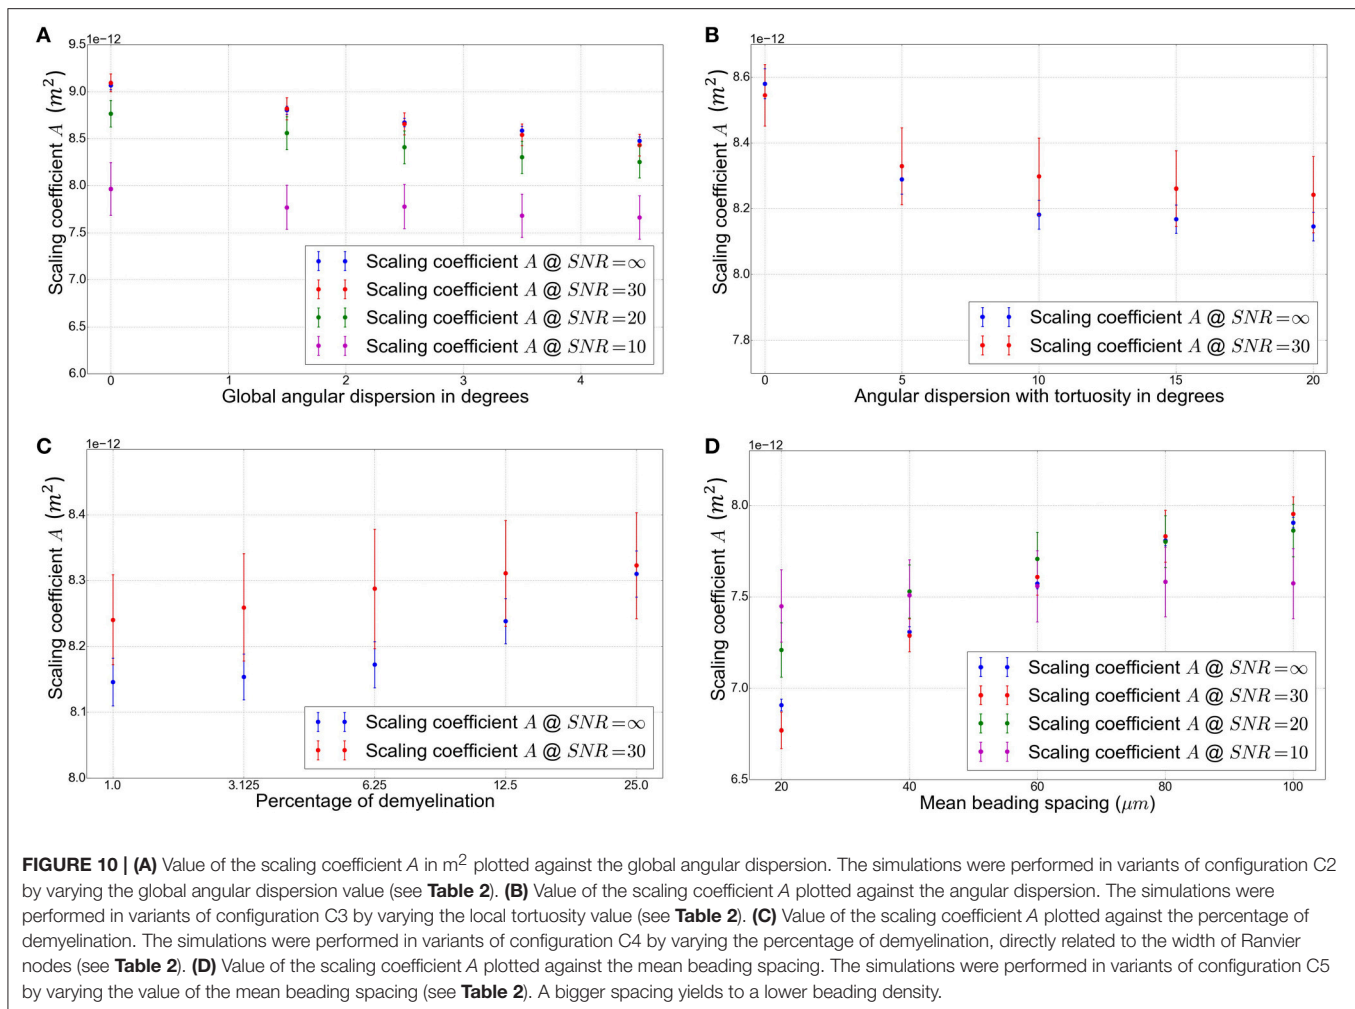 A
1e−12
9.5
9.0
8.5
8.0
7.5
7.0
6.5
6.0
Scaling coefficient A (m²)
Scaling coefficient A @ SNR=∞
Scaling coefficient A @ SNR=30
Scaling coefficient A @ SNR=20
Scaling coefficient A @ SNR=10
0 1 2 3 4
Global angular dispersion in degrees
B
1e−12
8.6
8.4
8.2
8.0
7.8
Scaling coefficient A (m²)
Scaling coefficient A @ SNR=∞
Scaling coefficient A @ SNR=30
0 5 10 15 20
Angular dispersion with tortuosity in degrees
C
1e−12
8.4
8.3
8.2
8.1
8.0
Scaling coefficient A (m²)
Scaling coefficient A @ SNR=∞
Scaling coefficient A @ SNR=30
1.0 3.125 6.25 12.5 25.0
Percentage of demyelination
D
1e−12
8.0
7.5
7.0
6.5
Scaling coefficient A (m²)
Scaling coefficient A @ SNR=∞
Scaling coefficient A @ SNR=30
Scaling coefficient A @ SNR=20
Scaling coefficient A @ SNR=10
20 40 60 80 100
Mean beading spacing (μm)
FIGURE 10 | (A) Value of the scaling coefficient A in m² plotted against the global angular dispersion. The simulations were performed in variants of configuration C2
by varying the global angular dispersion value (see Table 2). (B) Value of the scaling coefficient A plotted against the angular dispersion. The simulations were
performed in variants of configuration C3 by varying the local tortuosity value (see Table 2). (C) Value of the scaling coefficient A plotted against the percentage of
demyelination. The simulations were performed in variants of configuration C4 by varying the percentage of demyelination, directly related to the width of Ranvier
nodes (see Table 2). (D) Value of the scaling coefficient A plotted against the mean beading spacing. The simulations were performed in variants of configuration C5
by varying the value of the mean beading spacing (see Table 2). A bigger spacing yields to a lower beading density.